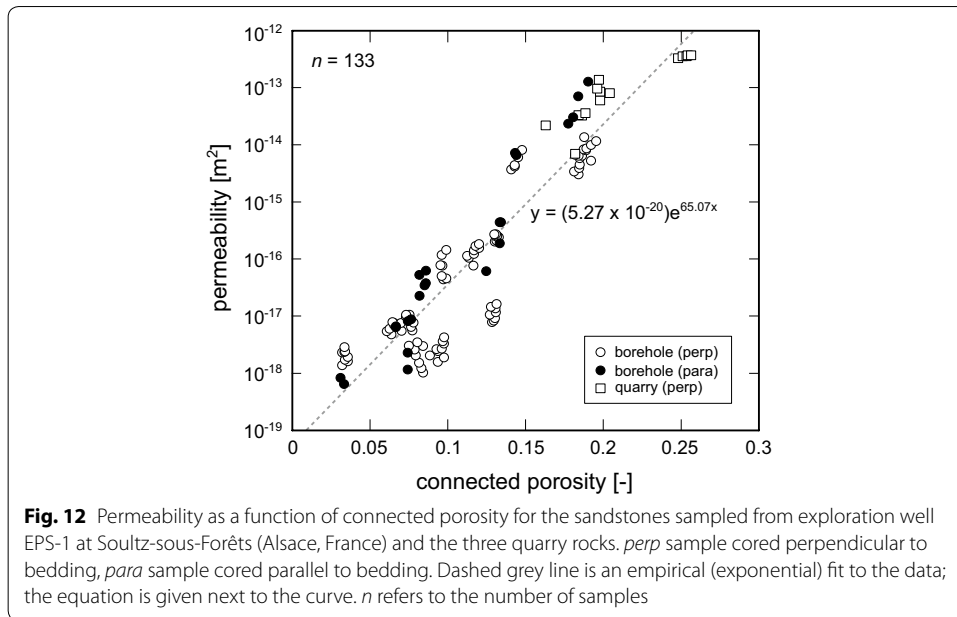 10⁻¹²
n = 133
10⁻¹³
10⁻¹⁴
10⁻¹⁵
10⁻¹⁶
10⁻¹⁷
10⁻¹⁸
10⁻¹⁹
permeability [m²]
y = (5.27 x 10⁻²⁰)e⁶⁵·⁰⁷ˣ
borehole (perp)
borehole (para)
quarry (perp)
0 0.05 0.1 0.15 0.2 0.25 0.3
connected porosity [-]
Fig. 12 Permeability as a function of connected porosity for the sandstones sampled from exploration well
EPS-1 at Soultz-sous-Forêts (Alsace, France) and the three quarry rocks. perp sample cored perpendicular to
bedding, para sample cored parallel to bedding. Dashed grey line is an empirical (exponential) fit to the data;
the equation is given next to the curve. n refers to the number of samples